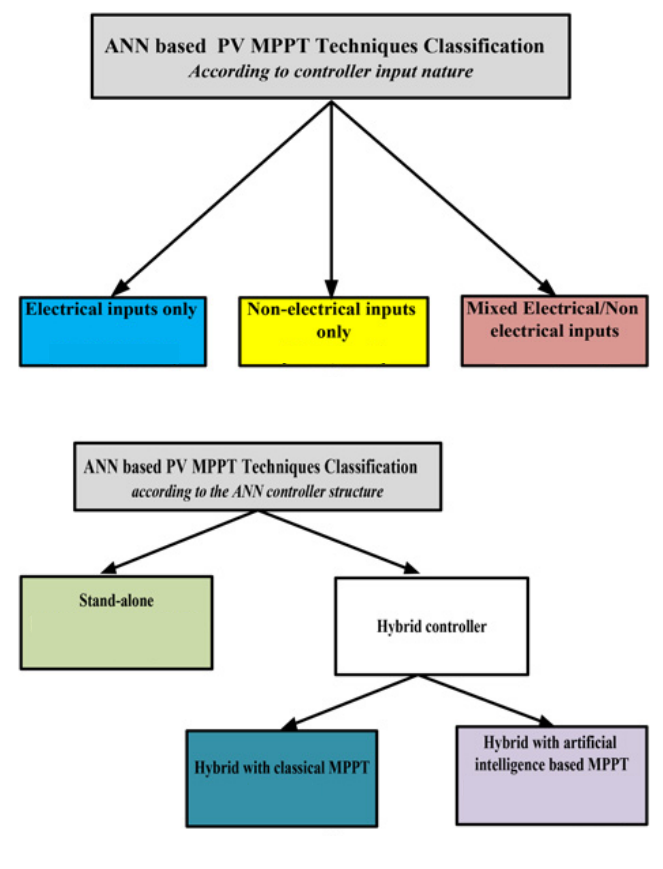 ANN based PV MPPT Techniques Classification
According to controller input nature
Electrical inputs only
Non-electrical inputs
only
Mixed Electrical/Non
electrical inputs
ANN based PV MPPT Techniques Classification
according to the ANN controller structure
Stand-alone
Hybrid controller
Hybrid with classical MPPT
Hybrid with artificial
intelligence based MPPT